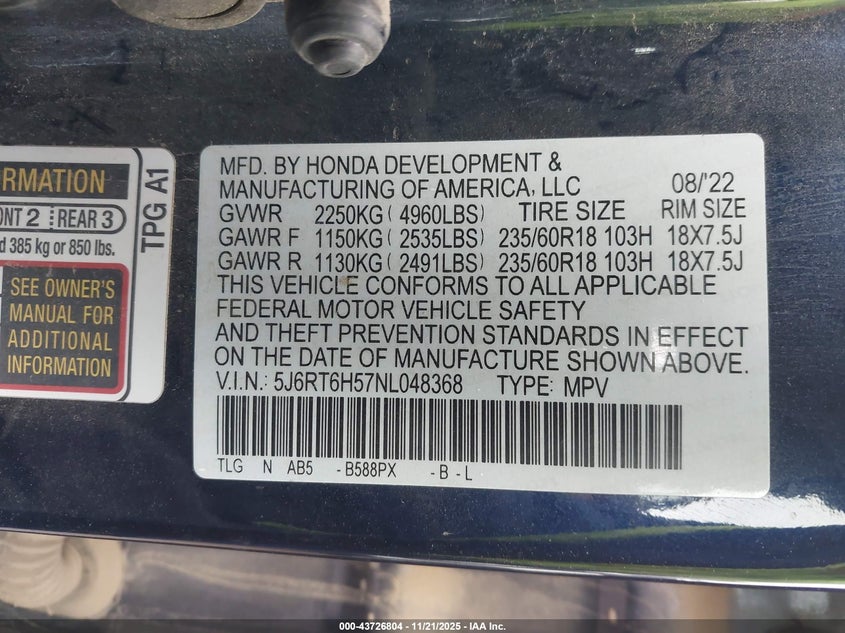 RMATION
ONT 2 REAR 3
d 385 kg or 850 lbs.
SEE OWNER'S
MANUAL FOR
ADDITIONAL
INFORMATION
TPG A1
MFD. BY HONDA DEVELOPMENT &
MANUFACTURING OF AMERICA, LLC 08/'22
GVWR 2250KG( 4960LBS) TIRE SIZE RIM SIZE
GAWR F 1150KG( 2535LBS) 235/60R18 103H 18X7.5J
GAWR R 1130KG( 2491LBS) 235/60R18 103H 18X7.5J
THIS VEHICLE CONFORMS TO ALL APPLICABLE
FEDERAL MOTOR VEHICLE SAFETY
AND THEFT PREVENTION STANDARDS IN EFFECT
ON THE DATE OF MANUFACTURE SHOWN ABOVE.
V.I.N.: 5J6RT6H57NL048368 TYPE: MPV
TLG N AB5 -B588PX -B-L
000-43726804 - 11/21/2025 - IAA Inc.